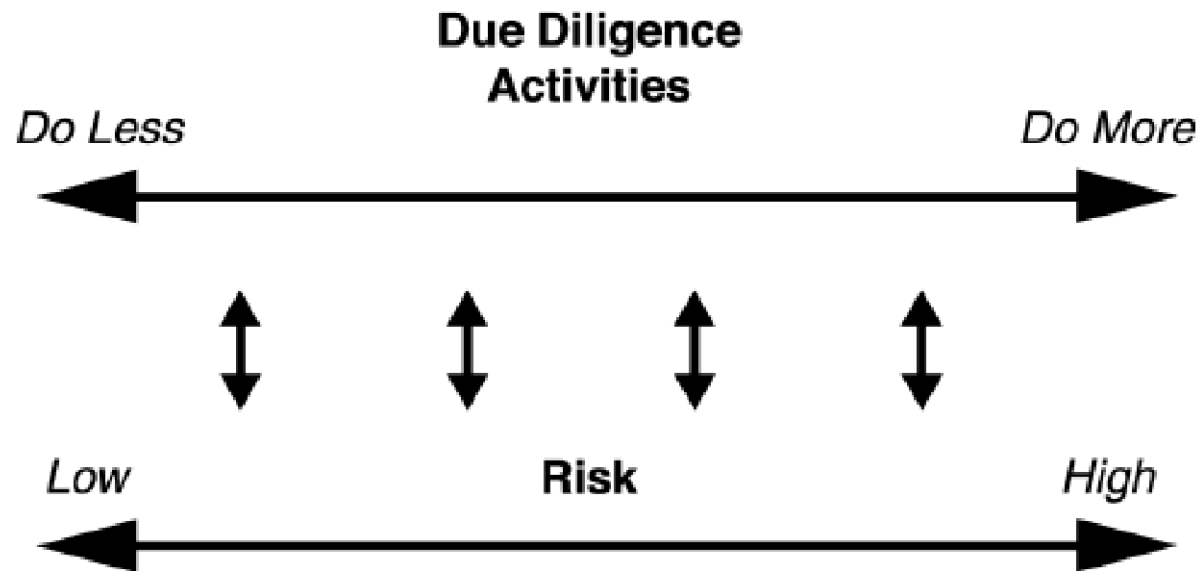 Due Diligence
Activities
Do Less
Do More
Low
Risk
High